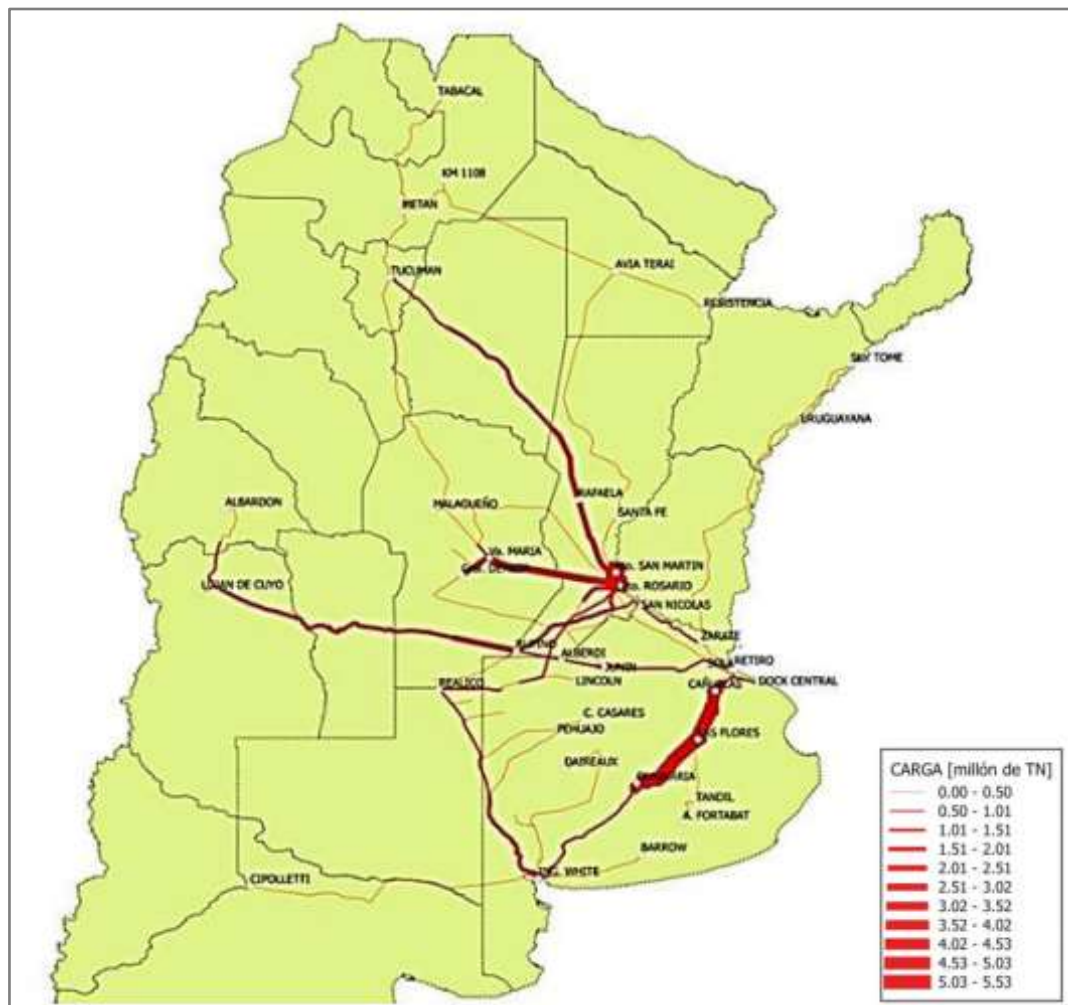 TABACAL
KM 1108
METAN
AVIA TERAI
TUCUMAN
RESISTENCIA
URUGUAYANA
ALBARDON
MALAGUEÑO
RAFAELA
SANTA FE
Va. MARIA
SAN MARTIN
ROSARIO
LUJAN DE CUYO
SAN NICOLAS
ZARATE
RUFINO
ALBERDI
RETIRO
JUNIN
REALICO
LINCOLN
CAÑUELAS
DOCK CENTRAL
C. CASARES
PEHUAJO
LAS FLORES
DAIREAUX
TANDIL
A. FORTABAT
BARROW
CIPOLLETTI
ING. WHITE
CARGA [millón de TN]
0.00 - 0.50
0.50 - 1.01
1.01 - 1.51
1.51 - 2.01
2.01 - 2.51
2.51 - 3.02
3.02 - 3.52
3.52 - 4.02
4.02 - 4.53
4.53 - 5.03
5.03 - 5.53